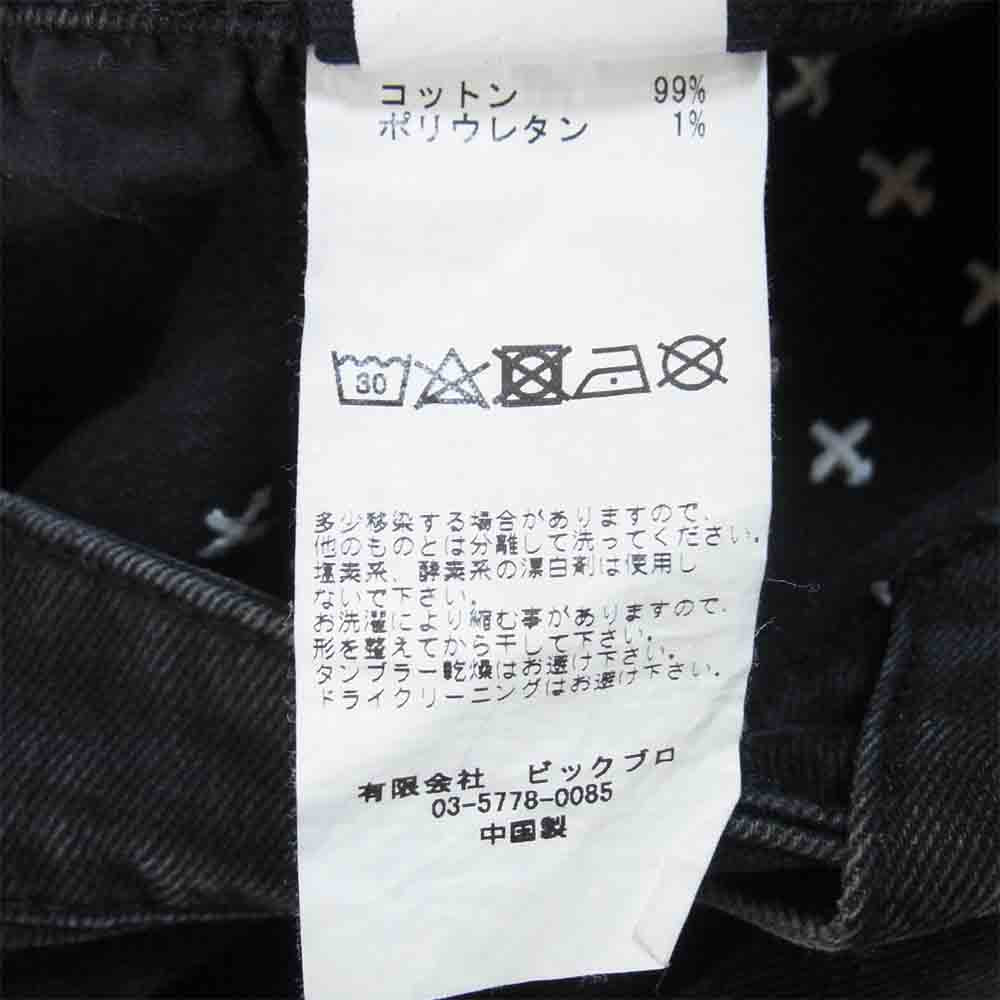 コットン 99%
ポリウレタン 1%
30
多少移染する場合がありますので、
他のものとは分離して洗ってください。
塩素系、酵素系の漂白剤は使用し
ないで下さい。
お洗濯により縮む事がありますので、
形を整えてから干して下さい。
タンブラー乾燥はお避け下さい。
ドライクリーニングはお避け下さい。
有限会社 ビックブロ
03-5778-0085
中国製